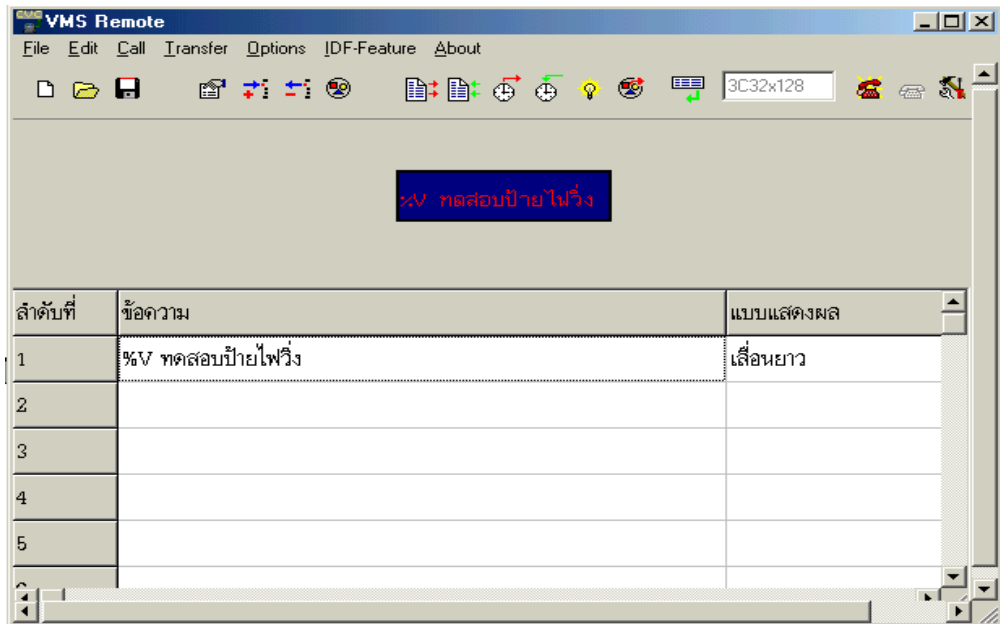 VMS Remote
File Edit Call Transfer Options IDF-Feature About
3C32x128
%V ทดสอบป้ายไฟวิ่ง
ลำดับที่ ข้อความ แบบแสดงผล
1 %V ทดสอบป้ายไฟวิ่ง เลื่อนยาว
2
3
4
5